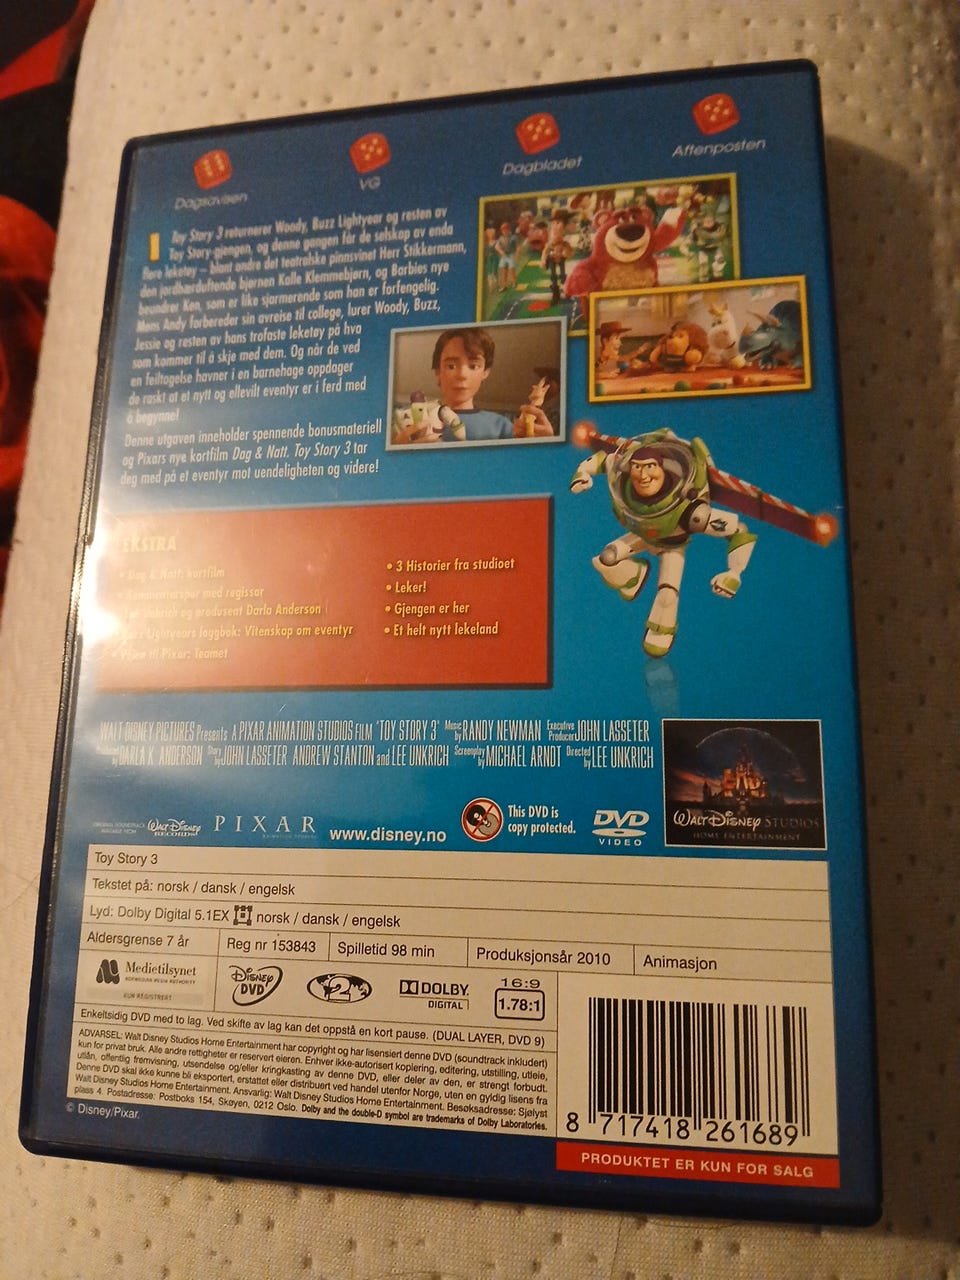 Dagsavisen
VG
Dagbladet
Aftenposten
I Toy Story 3 returnerer Woody, Buzz Lightyear og resten av
Toy Story-gjengen, og denne gangen får de selskap av enda
flere leketøy – blant andre det teatralske pinnsvinet Herr Stikkermann,
den jordbærduftende bjørnen Kalle Klemmebjørn, og Barbies nye
beundrer Ken, som er like sjarmerende som han er forfengelig.
Mens Andy forbereder sin avreise til college, lurer Woody, Buzz,
Jessie og resten av hans trofaste leketøy på hva
som kommer til å skje med dem. Og når de ved
en feiltagelse havner i en barnehage oppdager
de raskt at et nytt og ellevilt eventyr er i ferd med
å begynne!
Denne utgaven inneholder spennende bonusmateriell
og Pixars nye kortfilm Dag & Natt. Toy Story 3 tar
deg med på et eventyr mot uendeligheten og videre!
EKSTRA
• Dag & Natt: kortfilm
• Kommentarspor med regissør
Lee Unkrich og produsent Darla Anderson
• Buzz Lightyears loggbok: Vitenskap om eventyr
• Veien til Pixar: Teamet
• 3 Historier fra studioet
• Leker!
• Gjengen er her
• Et helt nytt lekeland
WALT DISNEY PICTURES Presents A PIXAR ANIMATION STUDIOS FILM "TOY STORY 3" Music by RANDY NEWMAN Executive Producer JOHN LASSETER
Produced by DARLA K. ANDERSON Story by JOHN LASSETER ANDREW STANTON and LEE UNKRICH Screenplay by MICHAEL ARNDT Directed by LEE UNKRICH
ORIGINAL SOUNDTRACK
AVAILABLE FROM
WALT DISNEY
RECORDS
PIXAR
ANIMATION STUDIOS
www.disney.no
This DVD is
copy protected.
DVD
VIDEO
WALT DISNEY STUDIOS
HOME ENTERTAINMENT
Toy Story 3
Tekstet på: norsk / dansk / engelsk
Lyd: Dolby Digital 5.1EX norsk / dansk / engelsk
Aldersgrense 7 år
Reg nr 153843
Spilletid 98 min
Produksjonsår 2010
Animasjon
Medietilsynet
NORWEGIAN MEDIA AUTHORITY
KUN REGISTRERT
Disney
DVD
2
DOLBY
DIGITAL
16:9
1.78:1
Enkeltsidig DVD med to lag. Ved skifte av lag kan det oppstå en kort pause. (DUAL LAYER, DVD 9)
ADVARSEL: Walt Disney Studios Home Entertainment har copyright og har lisensiert denne DVD (soundtrack inkludert)
kun for privat bruk. Alle andre rettigheter er reservert eieren. Enhver ikke-autorisert kopiering, editering, utstilling, utleie,
utlån, offentlig fremvisning, utsendelse og/eller kringkasting av denne DVD, eller deler av den, er strengt forbudt.
Denne DVD skal ikke kunne bli eksportert, erstattet eller distribuert ved handel utenfor Norge, uten en gyldig lisens fra
Walt Disney Studios Home Entertainment. Ansvarlig: Walt Disney Studios Home Entertainment. Besøksadresse: Sjølyst
plass 4. Postadresse: Postboks 154, Skøyen, 0212 Oslo. Dolby and the double-D symbol are trademarks of Dolby Laboratories.
© Disney/Pixar.
8 717418 261689
PRODUKTET ER KUN FOR SALG